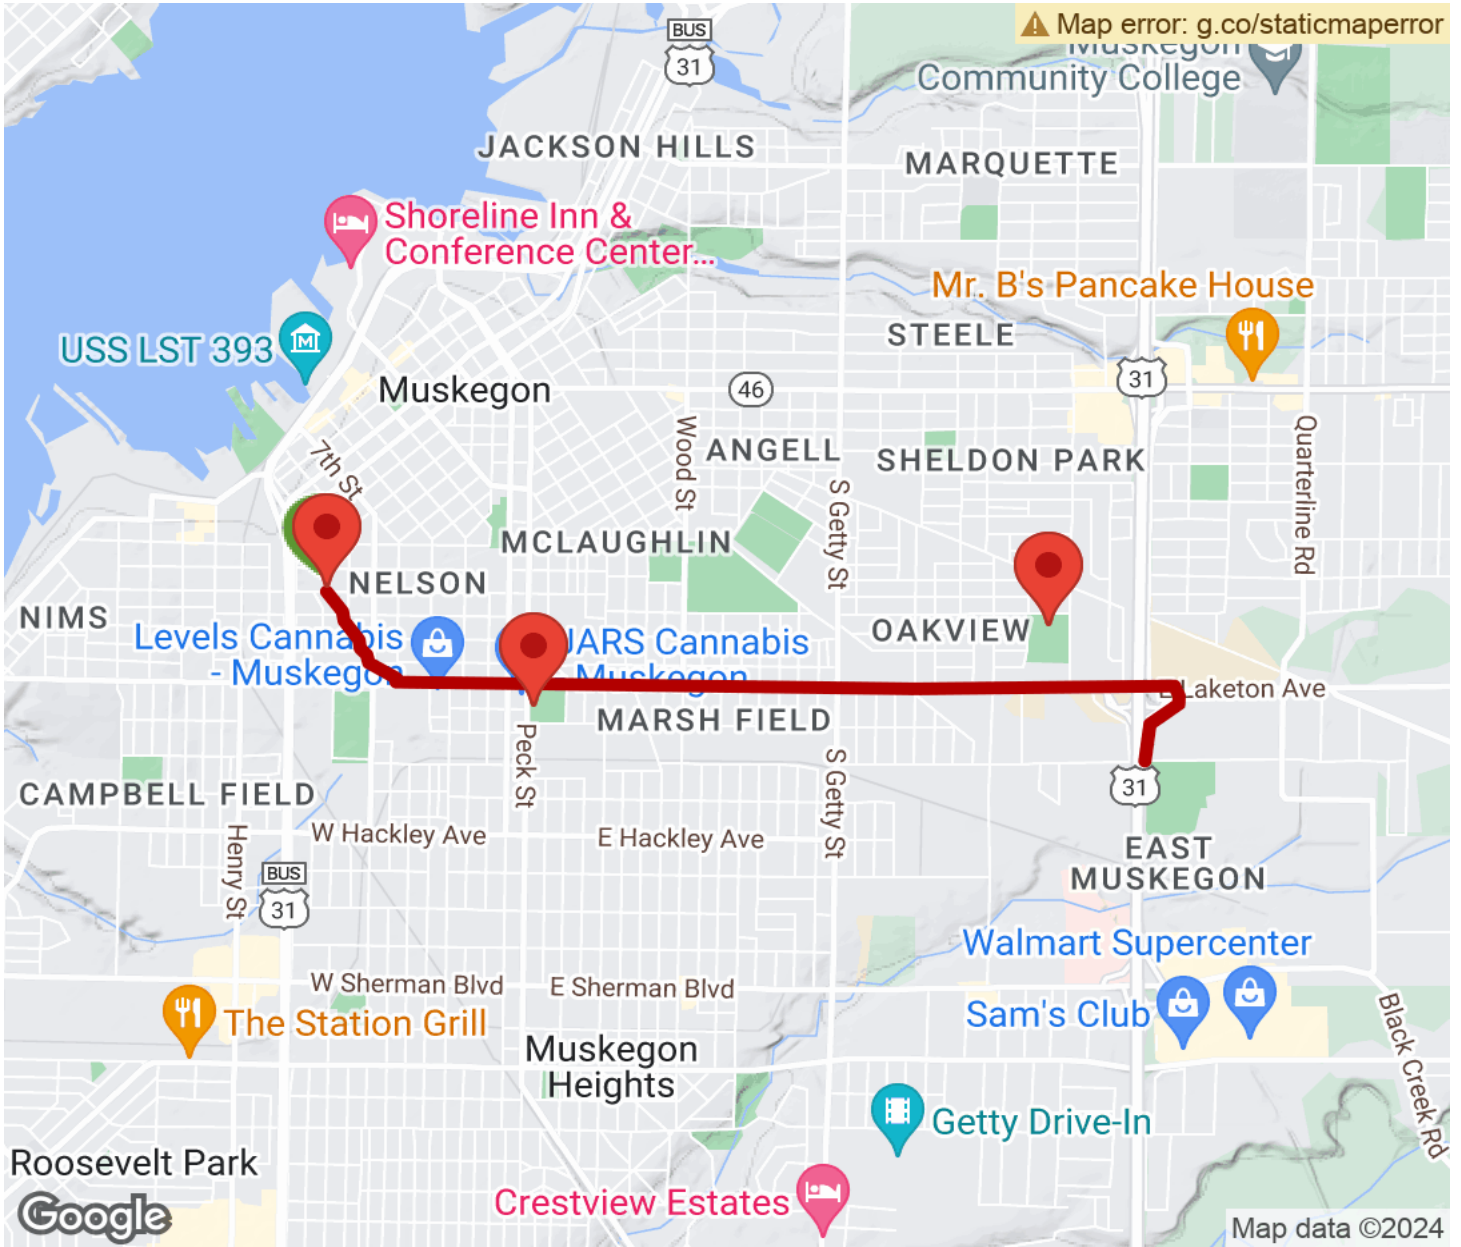 Map error: g.co/staticmaperror
BUS
31
Muskegon
Community College
JACKSON HILLS
MARQUETTE
Shoreline Inn &
Conference Center...
Mr. B's Pancake House
STEELE
USS LST 393
M
Muskegon
46
31
7th St
Wood St
ANGELL
SHELDON PARK
Quarterline Rd
S Getty St
MCLAUGHLIN
NELSON
NIMS
OAKVIEW
Levels Cannabis
- Muskegon
JARS Cannabis
Muskegon
E Laketon Ave
MARSH FIELD
Peck St
S Getty St
31
CAMPBELL FIELD
Henry St
W Hackley Ave
E Hackley Ave
EAST
MUSKEGON
BUS
31
Walmart Supercenter
W Sherman Blvd
E Sherman Blvd
Sam's Club
The Station Grill
Black Creek Rd
Muskegon
Heights
Getty Drive-In
Roosevelt Park
Crestview Estates
Google
Map data ©2024